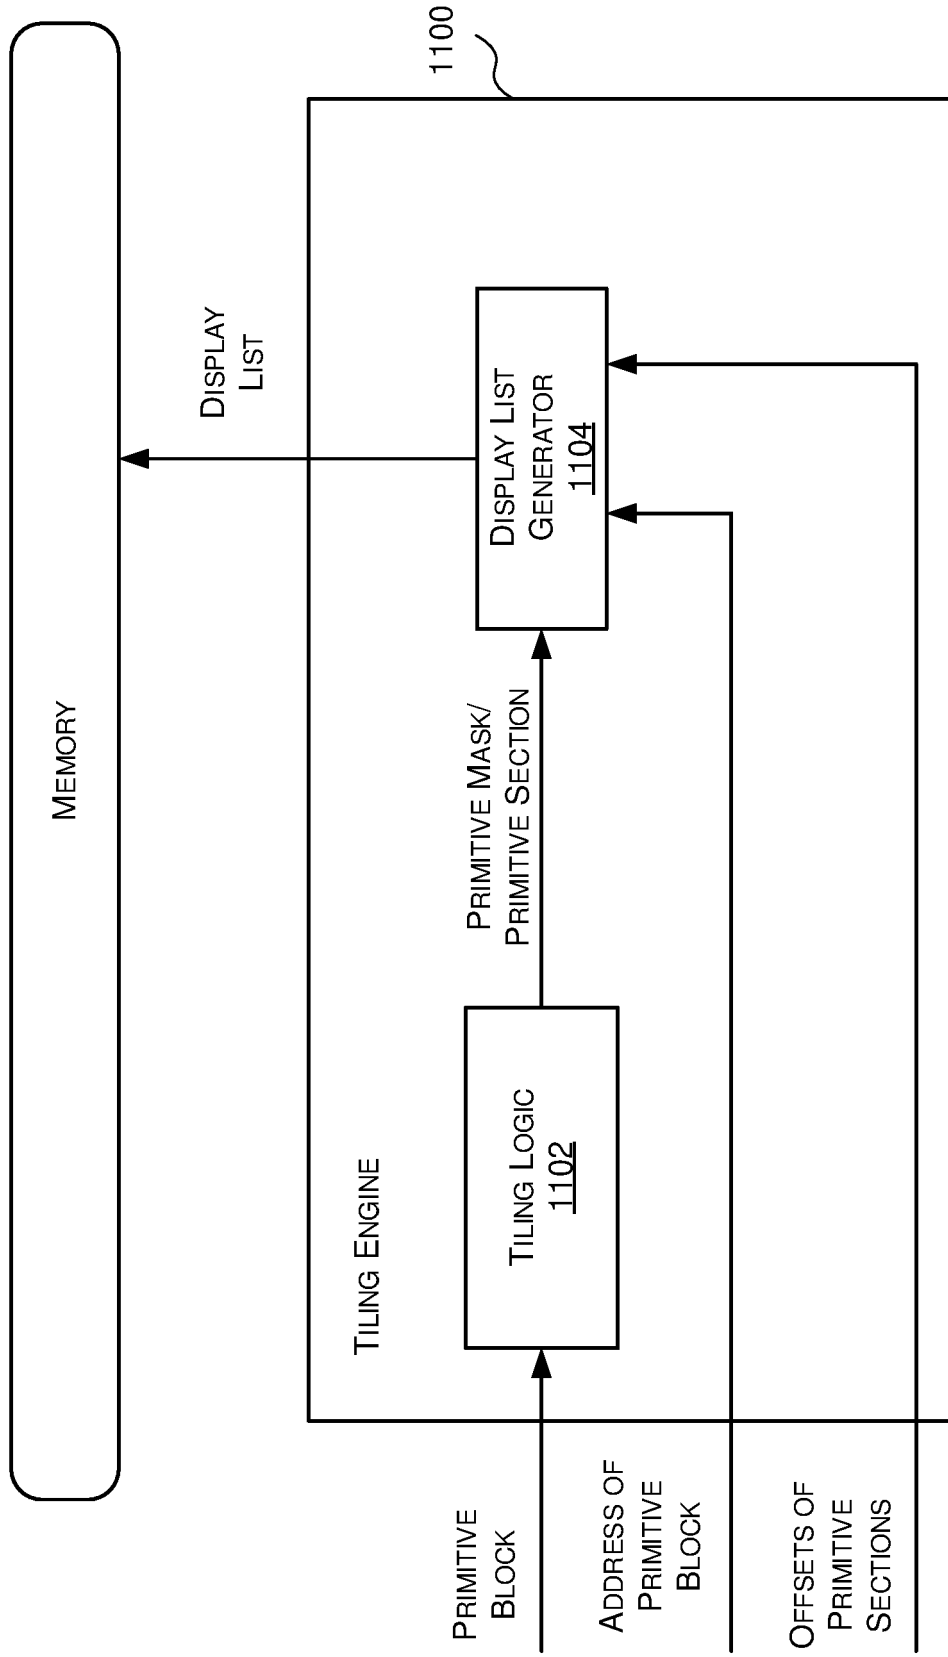 MEMORY
DISPLAY
LIST
1100
TILING ENGINE
PRIMITIVE
BLOCK
TILING LOGIC
1102
PRIMITIVE MASK/
PRIMITIVE SECTION
DISPLAY LIST
GENERATOR
1104
ADDRESS OF
PRIMITIVE
BLOCK
OFFSETS OF
PRIMITIVE
SECTIONS